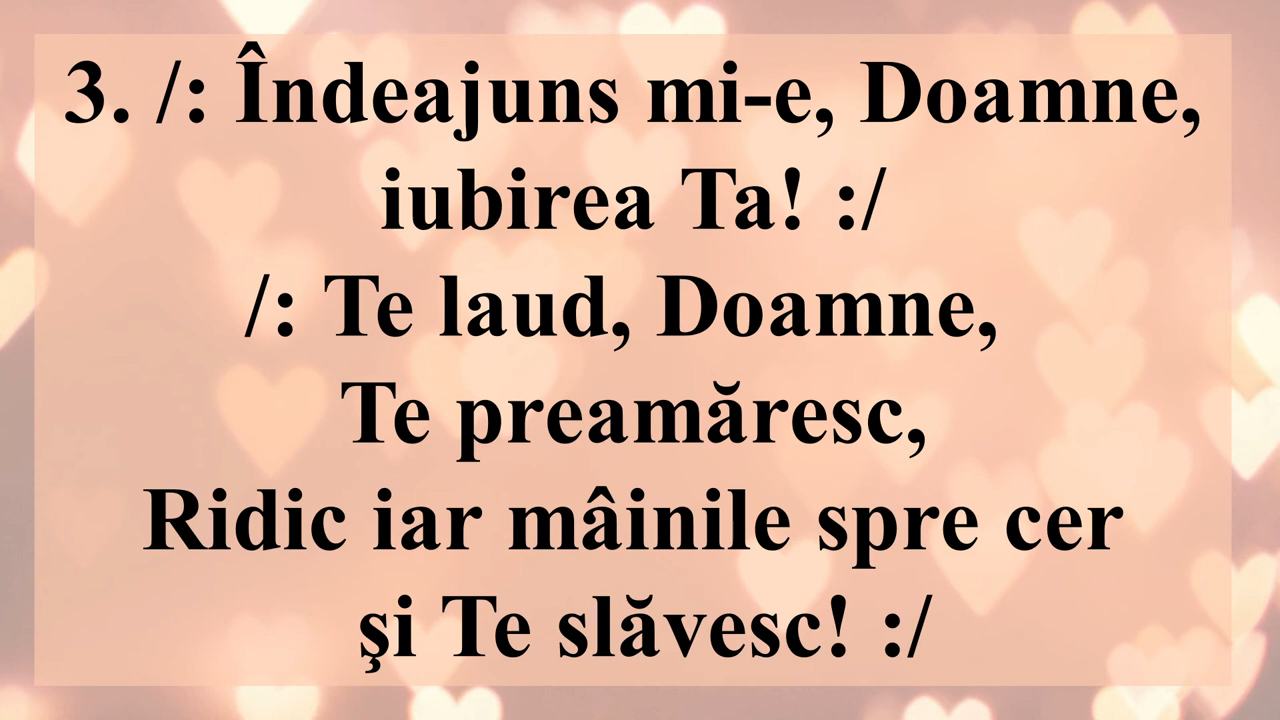 3. /: Îndeajuns mi-e, Doamne,
iubirea Ta! :/
/: Te laud, Doamne,
Te preamăresc,
Ridic iar mâinile spre cer
şi Te slăvesc! :/